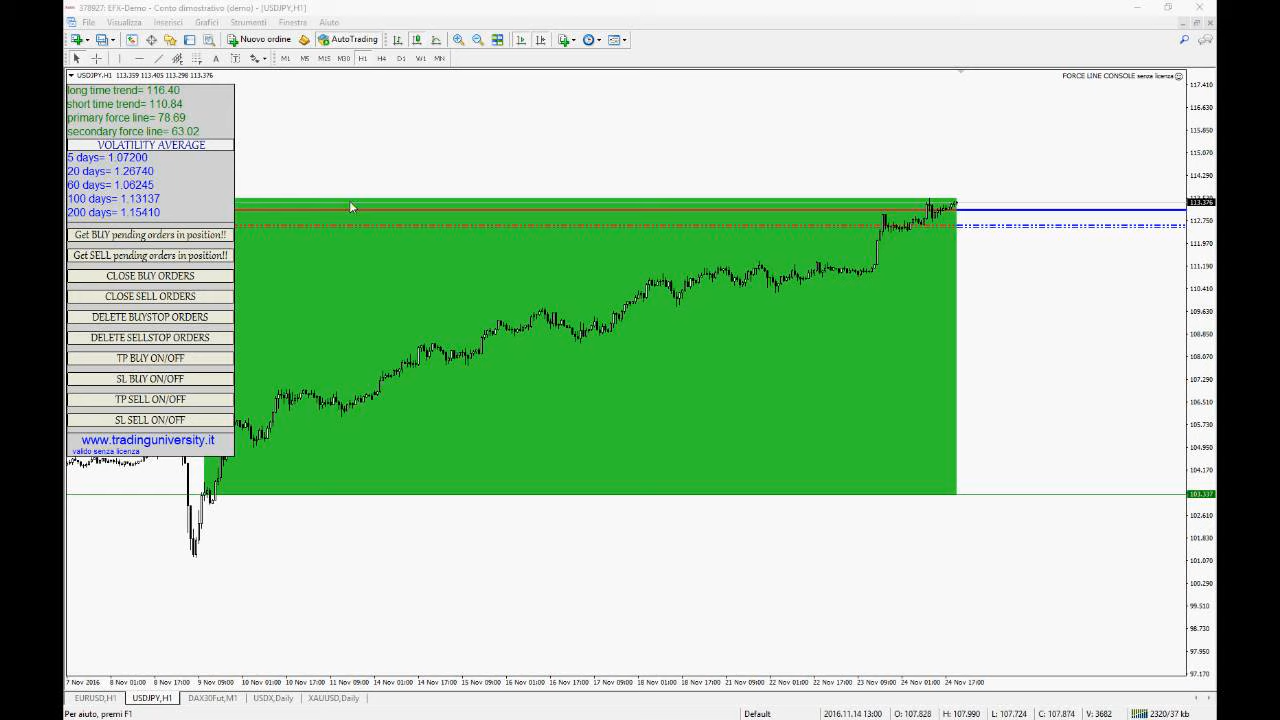 378927: EFX-Demo - Conto dimostrativo (demo) - [USDJPY,H1]
File Visualizza Inserisci Grafici Strumenti Finestra Aiuto
Nuovo ordine AutoTrading
M1 M5 M15 M30 H1 H4 D1 W1 MN
USDJPY,H1 113.359 113.405 113.298 113.376
FORCE LINE CONSOLE senza licenza
long time trend= 116.40
short time trend= 110.84
primary force line= 78.69
secondary force line= 63.02
VOLATILITY AVERAGE
5 days= 1.07200
20 days= 1.26740
60 days= 1.06245
100 days= 1.13137
200 days= 1.15410
Get BUY pending orders in position!!
Get SELL pending orders in position!!
CLOSE BUY ORDERS
CLOSE SELL ORDERS
DELETE BUYSTOP ORDERS
DELETE SELLSTOP ORDERS
TP BUY ON/OFF
SL BUY ON/OFF
TP SELL ON/OFF
SL SELL ON/OFF
www.tradinguniversity.it
valido senza licenza
117.410
116.630
115.850
115.070
114.290
113.376
112.750
111.970
111.190
110.410
109.630
108.850
108.070
107.290
106.510
105.730
104.950
104.170
103.337
102.610
101.830
101.070
100.290
99.510
98.730
97.950
97.170
7 Nov 2016 8 Nov 01:00 8 Nov 17:00 9 Nov 09:00 10 Nov 01:00 10 Nov 17:00 11 Nov 09:00 14 Nov 01:00 14 Nov 17:00 15 Nov 09:00 16 Nov 01:00 16 Nov 17:00 17 Nov 09:00 18 Nov 01:00 18 Nov 17:00 21 Nov 09:00 22 Nov 01:00 22 Nov 17:00 23 Nov 09:00 24 Nov 01:00 24 Nov 17:00
EURUSD,H1 USDJPY,H1 DAX30Fut,M1 USDX,Daily XAUUSD,Daily
Per aiuto, premi F1 Default 2016.11.14 13:00 O: 107.828 H: 107.990 L: 107.724 C: 107.874 V: 3682 2320/37 kb